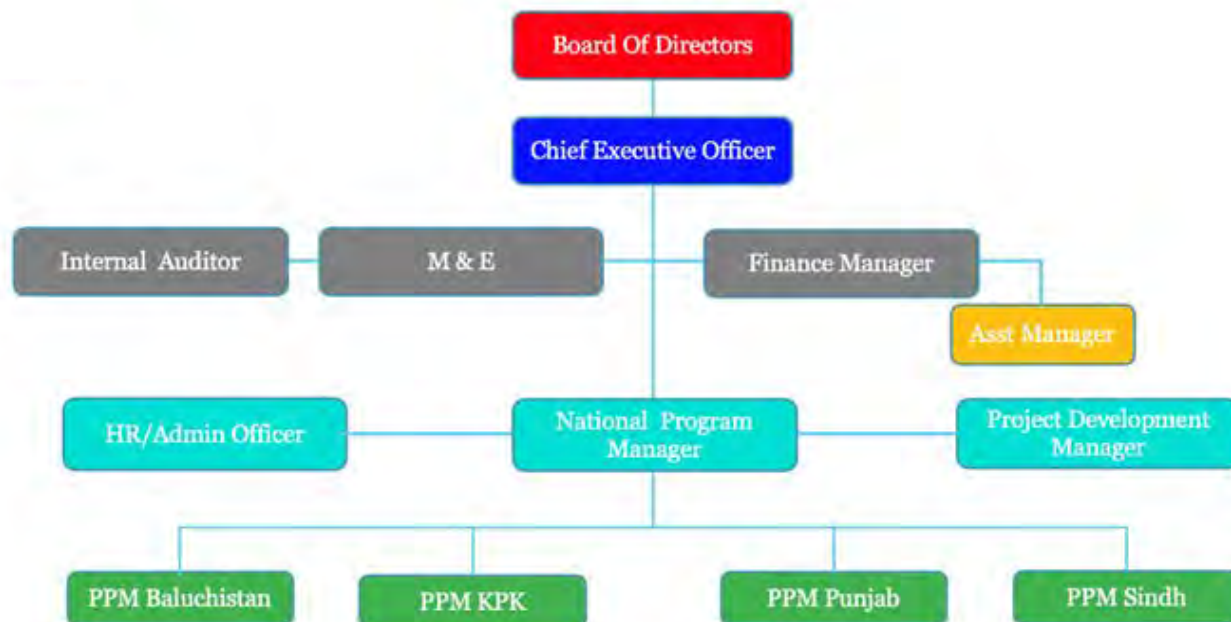 Board Of Directors
Chief Executive Officer
Internal Auditor
M & E
Finance Manager
Asst Manager
HR/Admin Officer
National Program
Manager
Project Development
Manager
PPM Baluchistan
PPM KPK
PPM Punjab
PPM Sindh